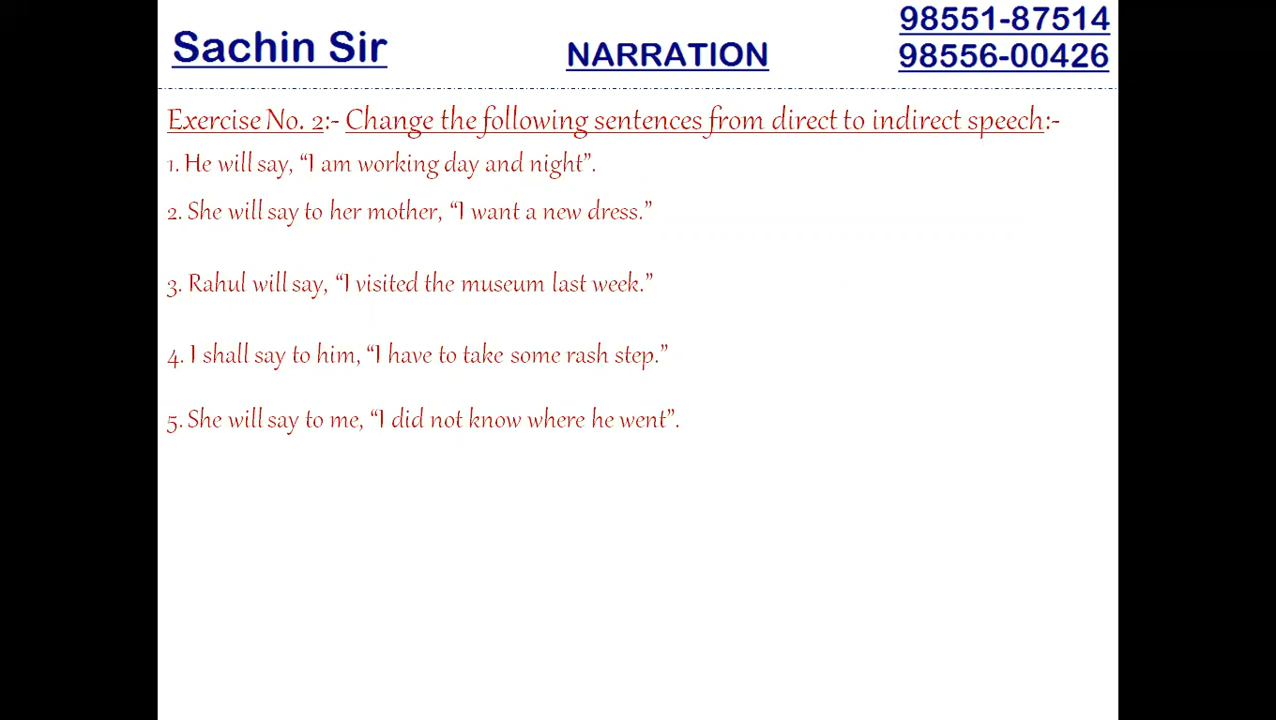 Sachin Sir
NARRATION
98551-87514
98556-00426
Exercise No. 2:- Change the following sentences from direct to indirect speech:-
1. He will say, “I am working day and night”.
2. She will say to her mother, “I want a new dress.”
3. Rahul will say, “I visited the museum last week.”
4. I shall say to him, “I have to take some rash step.”
5. She will say to me, “I did not know where he went”.